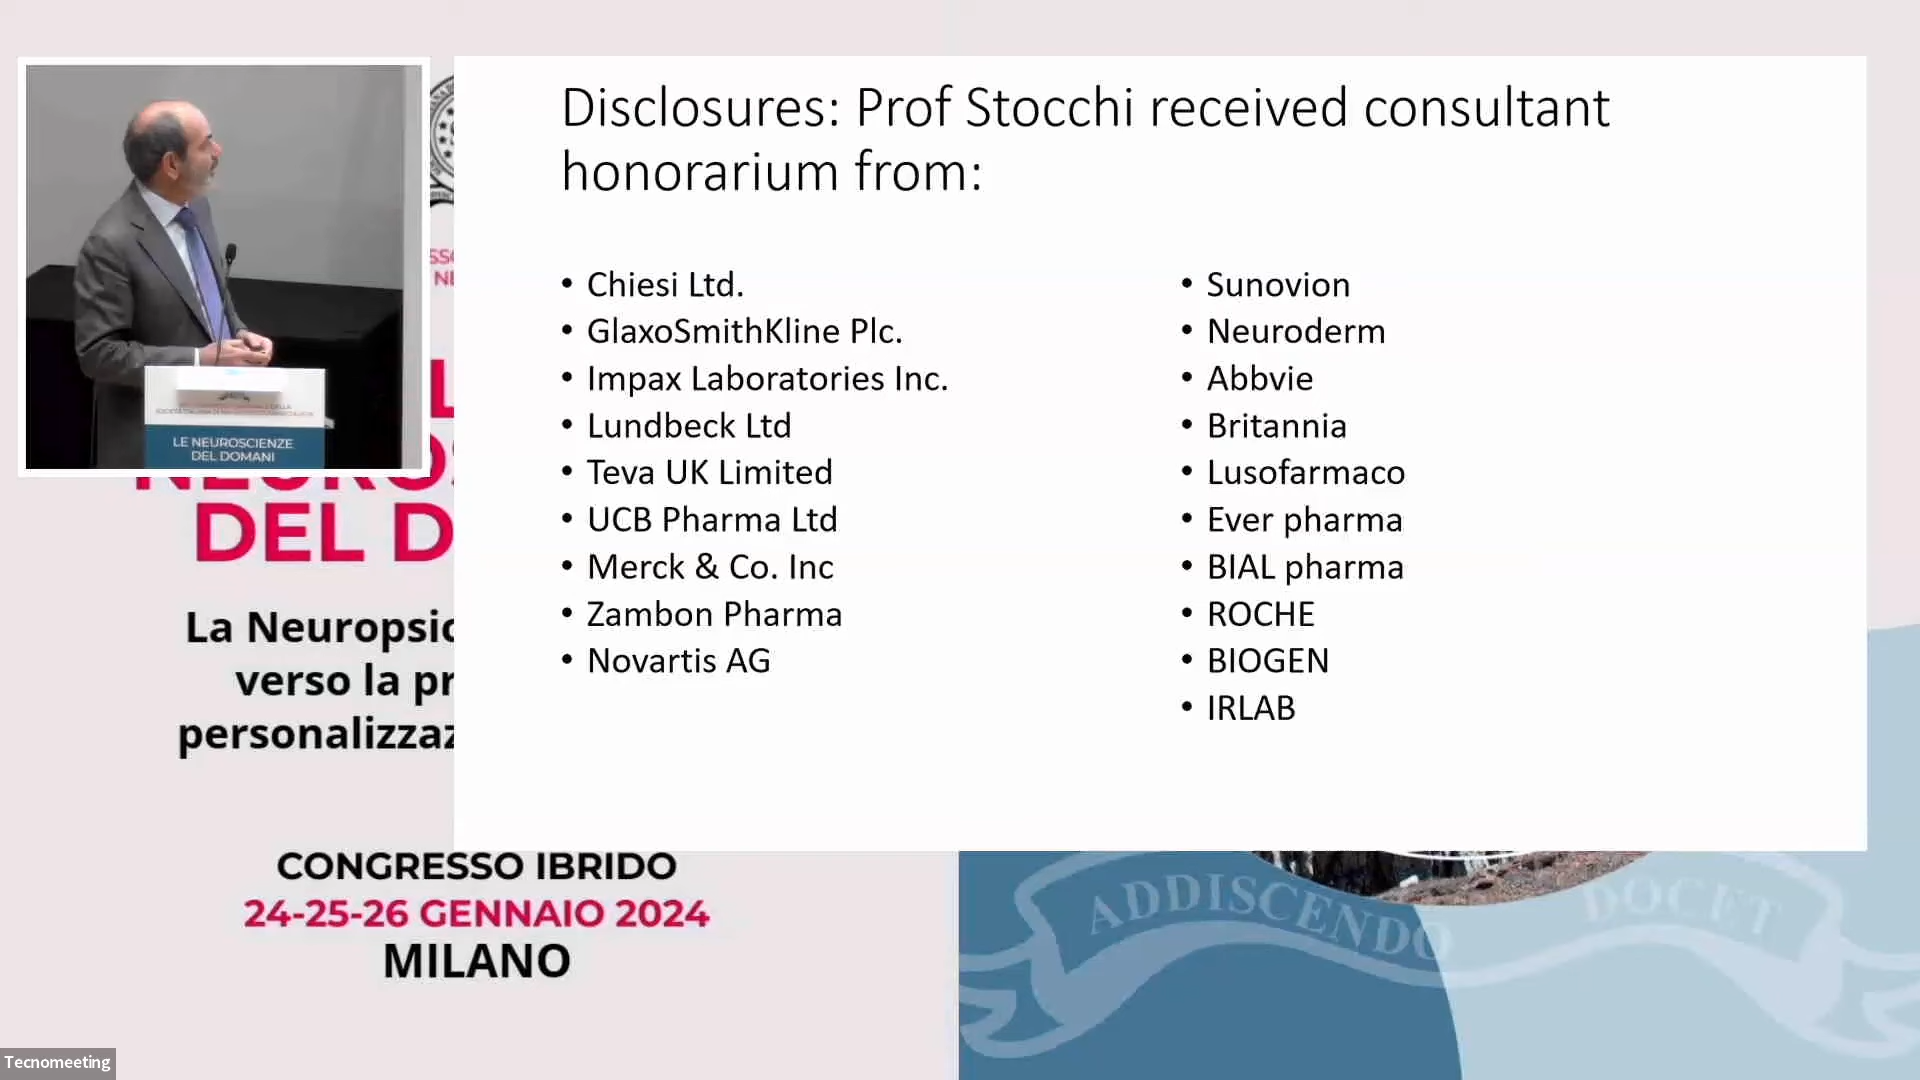 Disclosures: Prof Stocchi received consultant
honorarium from:
• Chiesi Ltd.
• GlaxoSmithKline Plc.
• Impax Laboratories Inc.
• Lundbeck Ltd
• Teva UK Limited
• UCB Pharma Ltd
• Merck & Co. Inc
• Zambon Pharma
• Novartis AG
• Sunovion
• Neuroderm
• Abbvie
• Britannia
• Lusofarmaco
• Ever pharma
• BIAL pharma
• ROCHE
• BIOGEN
• IRLAB
LE NEUROSCIENZE
DEL DOMANI
DEL D
La Neuropsic
verso la pr
personalizzaz
CONGRESSO IBRIDO
24-25-26 GENNAIO 2024
MILANO
ADDISCENDO DOCET
Tecnomeeting